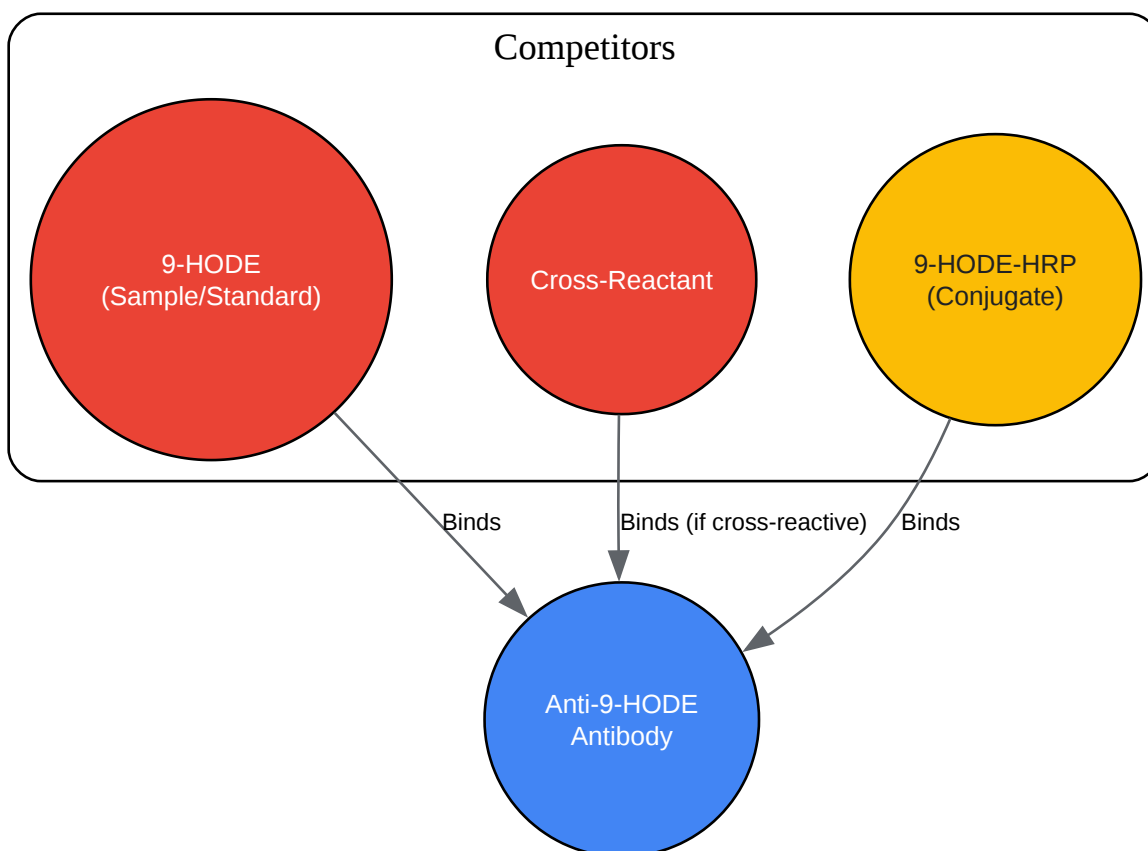 Competitors
9-HODE
(Sample/Standard)
Cross-Reactant
9-HODE-HRP
(Conjugate)
Binds
Binds (if cross-reactive)
Binds
Anti-9-HODE
Antibody